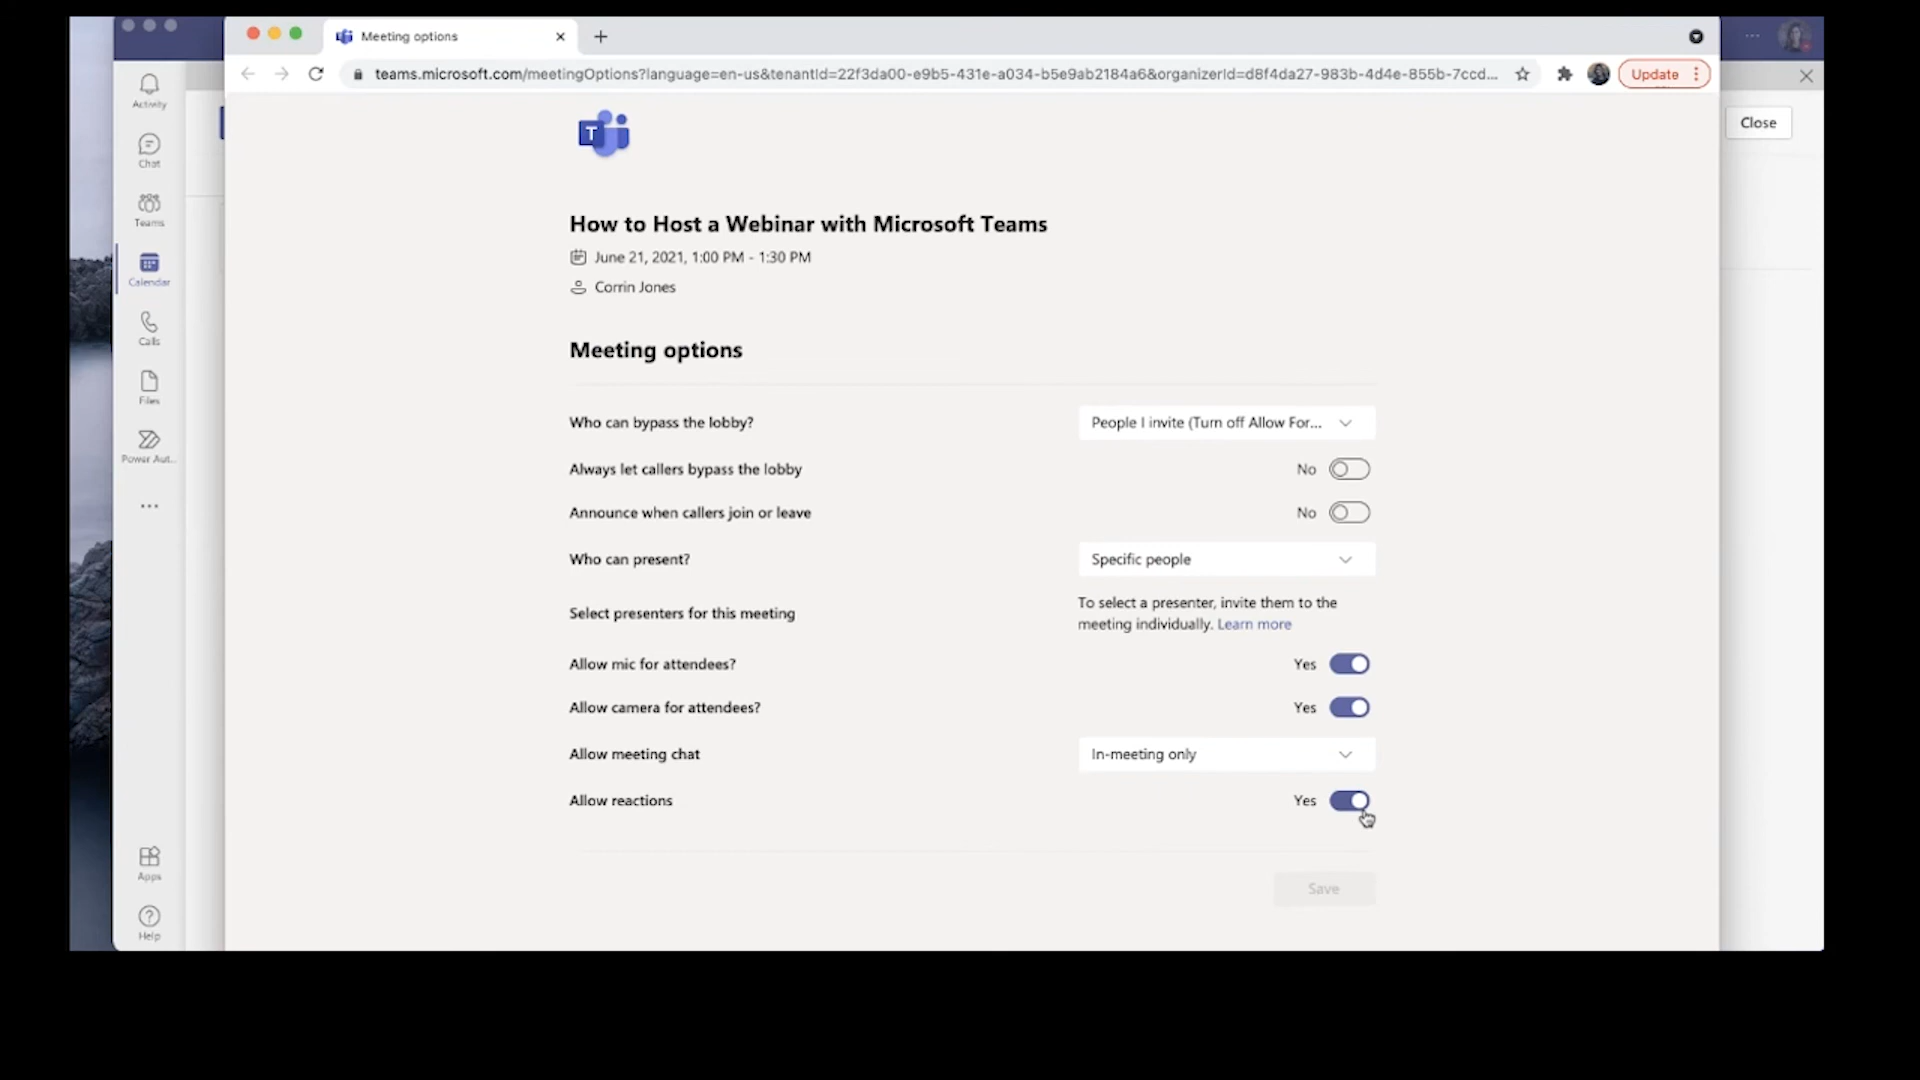 Meeting options
teams.microsoft.com/meetingOptions?language=en-us&tenantId=22f3da00-e9b5-431e-a034-b5e9ab2184a6&organizerId=d8f4da27-983b-4d4e-855b-7ccd...
Update
Activity
Chat
Teams
Calendar
Calls
Files
Power Aut...
Apps
Help
Close
T
How to Host a Webinar with Microsoft Teams
June 21, 2021, 1:00 PM - 1:30 PM
Corrin Jones
Meeting options
Who can bypass the lobby?
People I invite (Turn off Allow For...
Always let callers bypass the lobby
No
Announce when callers join or leave
No
Who can present?
Specific people
Select presenters for this meeting
To select a presenter, invite them to the
meeting individually. Learn more
Allow mic for attendees?
Yes
Allow camera for attendees?
Yes
Allow meeting chat
In-meeting only
Allow reactions
Yes
Save